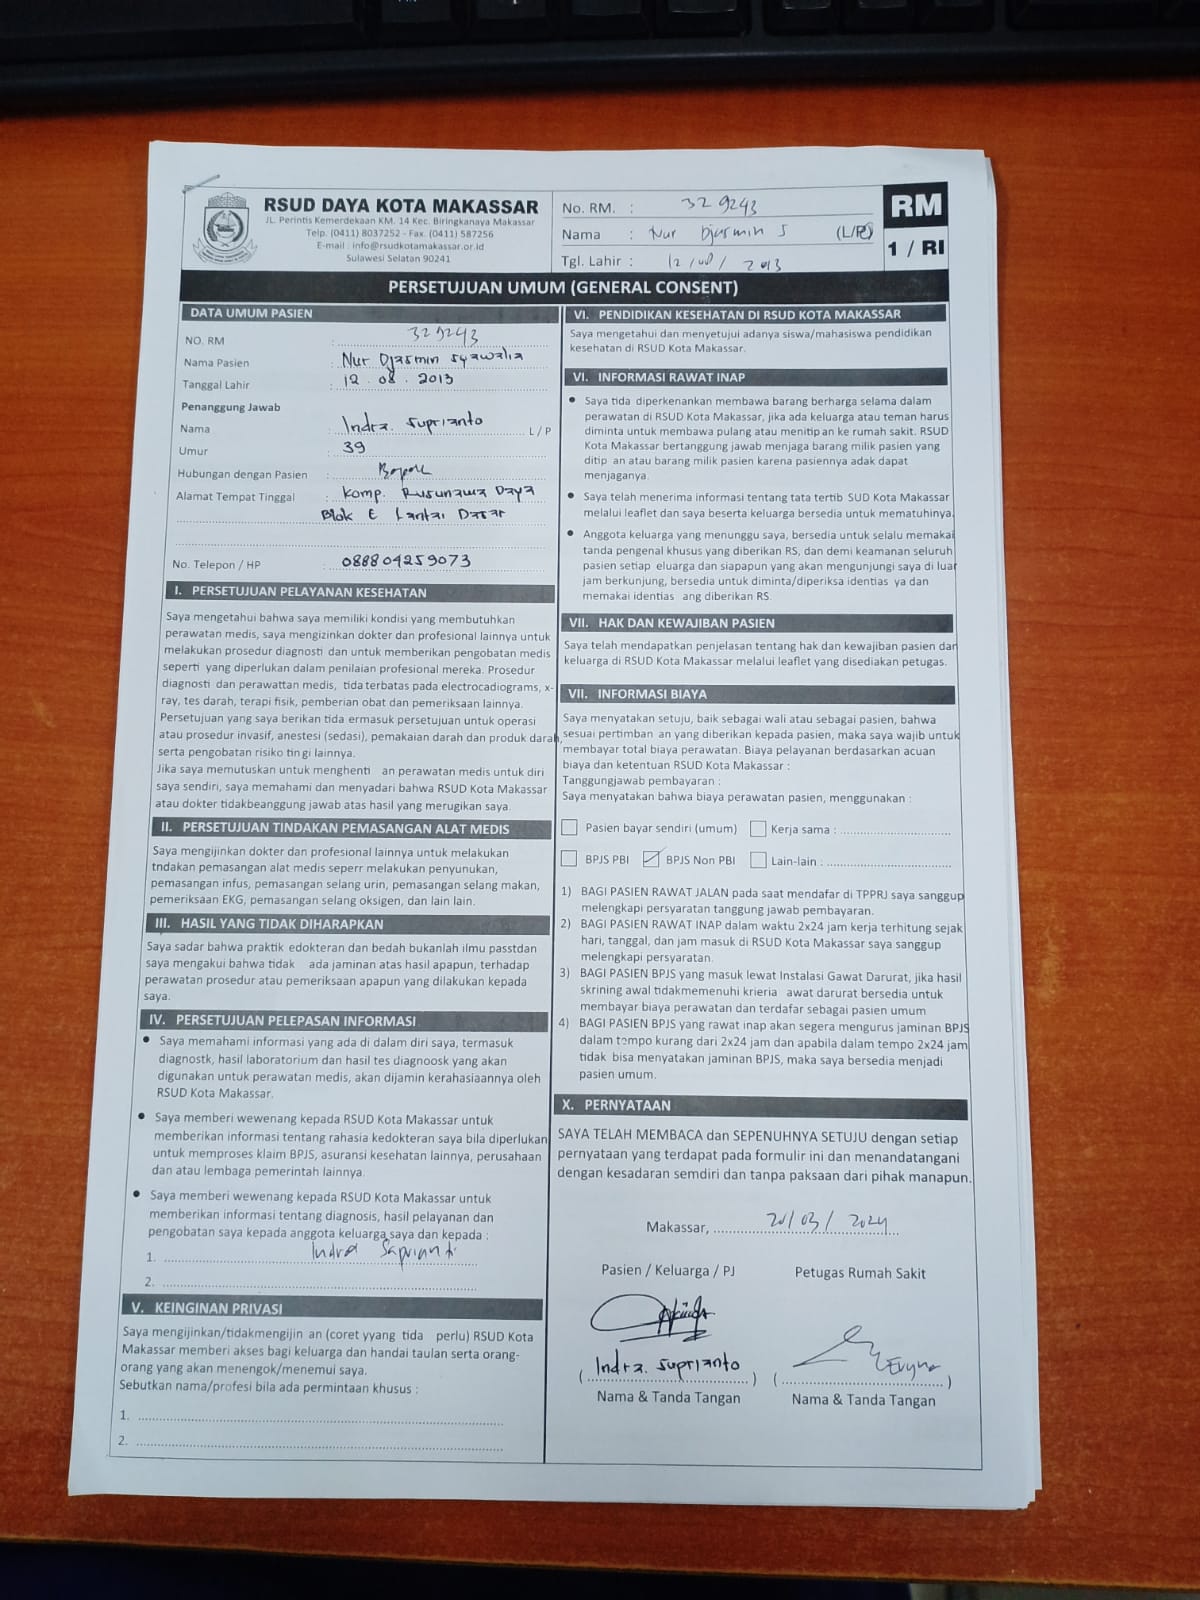 RSUD DAYA KOTA MAKASSAR
JL. Perintis Kemerdekaan KM. 14 Kec. Biringkanaya Makassar
Telp. (0411) 8037252 - Fax. (0411) 587256
E-mail : info@rsudkotamakassar.or.id
Sulawesi Selatan 90241
No. RM. : 329243
Nama : Nur Djasmin S (L/P)
Tgl. Lahir : 12/08/2013
RM
1 / RI
PERSETUJUAN UMUM (GENERAL CONSENT)
DATA UMUM PASIEN
NO. RM : 329243
Nama Pasien : Nur Djasmin Syawalia
Tanggal Lahir : 12 . 08 . 2013
Penanggung Jawab
Nama : Indra. Suprianto L / P
Umur : 39
Hubungan dengan Pasien : Bapak
Alamat Tempat Tinggal : Komp. Rusunawa Daya
Blok E Lantai Dasar
No. Telepon / HP : 088804259073
I. PERSETUJUAN PELAYANAN KESEHATAN
Saya mengetahui bahwa saya memiliki kondisi yang membutuhkan
perawatan medis, saya mengizinkan dokter dan profesional lainnya untuk
melakukan prosedur diagnosti dan untuk memberikan pengobatan medis
seperti yang diperlukan dalam penilaian profesional mereka. Prosedur
diagnosti dan perawattan medis, tida terbatas pada electrocadiograms, x-
ray, tes darah, terapi fisik, pemberian obat dan pemeriksaan lainnya.
Persetujuan yang saya berikan tida ermasuk persetujuan untuk operasi
atau prosedur invasif, anestesi (sedasi), pemakaian darah dan produk darah,
serta pengobatan risiko tin gi lainnya.
Jika saya memutuskan untuk menghenti an perawatan medis untuk diri
saya sendiri, saya memahami dan menyadari bahwa RSUD Kota Makassar
atau dokter tidakbeanggung jawab atas hasil yang merugikan saya.
II. PERSETUJUAN TINDAKAN PEMASANGAN ALAT MEDIS
Saya mengijinkan dokter dan profesional lainnya untuk melakukan
tndakan pemasangan alat medis seperr melakukan penyunukan,
pemasangan infus, pemasangan selang urin, pemasangan selang makan,
pemeriksaan EKG, pemasangan selang oksigen, dan lain lain.
III. HASIL YANG TIDAK DIHARAPKAN
Saya sadar bahwa praktik edokteran dan bedah bukanlah ilmu passtdan
saya mengakui bahwa tidak ada jaminan atas hasil apapun, terhadap
perawatan prosedur atau pemeriksaan apapun yang dilakukan kepada
saya.
IV. PERSETUJUAN PELEPASAN INFORMASI
• Saya memahami informasi yang ada di dalam diri saya, termasuk
diagnostk, hasil laboratorium dan hasil tes diagnoosk yang akan
digunakan untuk perawatan medis, akan dijamin kerahasiaannya oleh
RSUD Kota Makassar.
• Saya memberi wewenang kepada RSUD Kota Makassar untuk
memberikan informasi tentang rahasia kedokteran saya bila diperlukan
untuk memproses klaim BPJS, asuransi kesehatan lainnya, perusahaan
dan atau lembaga pemerintah lainnya.
• Saya memberi wewenang kepada RSUD Kota Makassar untuk
memberikan informasi tentang diagnosis, hasil pelayanan dan
pengobatan saya kepada anggota keluarga saya dan kepada :
1. Indra Saprianti
2.
V. KEINGINAN PRIVASI
Saya mengijinkan/tidakmengijin an (coret yyang tida perlu) RSUD Kota
Makassar memberi akses bagi keluarga dan handai taulan serta orang-
orang yang akan menengok/menemui saya.
Sebutkan nama/profesi bila ada permintaan khusus :
1.
2.
VI. PENDIDIKAN KESEHATAN DI RSUD KOTA MAKASSAR
Saya mengetahui dan menyetujui adanya siswa/mahasiswa pendidikan
kesehatan di RSUD Kota Makassar.
VI. INFORMASI RAWAT INAP
• Saya tida diperkenankan membawa barang berharga selama dalam
perawatan di RSUD Kota Makassar, jika ada keluarga atau teman harus
diminta untuk membawa pulang atau menitip an ke rumah sakit. RSUD
Kota Makassar bertanggung jawab menjaga barang milik pasien yang
ditip an atau barang milik pasien karena pasiennya adak dapat
menjaganya.
• Saya telah menerima informasi tentang tata tertib SUD Kota Makassar
melalui leaflet dan saya beserta keluarga bersedia untuk mematuhinya.
• Anggota keluarga yang menunggu saya, bersedia untuk selalu memakai
tanda pengenal khusus yang diberikan RS, dan demi keamanan seluruh
pasien setiap eluarga dan siapapun yang akan mengunjungi saya di luar
jam berkunjung, bersedia untuk diminta/diperiksa identias ya dan
memakai identias ang diberikan RS.
VII. HAK DAN KEWAJIBAN PASIEN
Saya telah mendapatkan penjelasan tentang hak dan kewajiban pasien dan
keluarga di RSUD Kota Makassar melalui leaflet yang disediakan petugas.
VII. INFORMASI BIAYA
Saya menyatakan setuju, baik sebagai wali atau sebagai pasien, bahwa
sesuai pertimban an yang diberikan kepada pasien, maka saya wajib untuk
membayar total biaya perawatan. Biaya pelayanan berdasarkan acuan
biaya dan ketentuan RSUD Kota Makassar :
Tanggungjawab pembayaran :
Saya menyatakan bahwa biaya perawatan pasien, menggunakan :
Pasien bayar sendiri (umum) Kerja sama :
BPJS PBI BPJS Non PBI Lain-lain :
1) BAGI PASIEN RAWAT JALAN pada saat mendafar di TPPRJ saya sanggup
melengkapi persyaratan tanggung jawab pembayaran.
2) BAGI PASIEN RAWAT INAP dalam waktu 2x24 jam kerja terhitung sejak
hari, tanggal, dan jam masuk di RSUD Kota Makassar saya sanggup
melengkapi persyaratan.
3) BAGI PASIEN BPJS yang masuk lewat Instalasi Gawat Darurat, jika hasil
skrining awal tidakmemenuhi krieria awat darurat bersedia untuk
membayar biaya perawatan dan terdafar sebagai pasien umum
4) BAGI PASIEN BPJS yang rawat inap akan segera mengurus jaminan BPJS
dalam tempo kurang dari 2x24 jam dan apabila dalam tempo 2x24 jam
tidak bisa menyatakan jaminan BPJS, maka saya bersedia menjadi
pasien umum.
X. PERNYATAAN
SAYA TELAH MEMBACA dan SEPENUHNYA SETUJU dengan setiap
pernyataan yang terdapat pada formulir ini dan menandatangani
dengan kesadaran semdiri dan tanpa paksaan dari pihak manapun.
Makassar, 20/03/2024
Pasien / Keluarga / PJ Petugas Rumah Sakit
( Indra. Suprianto ) ( )
Nama & Tanda Tangan Nama & Tanda Tangan